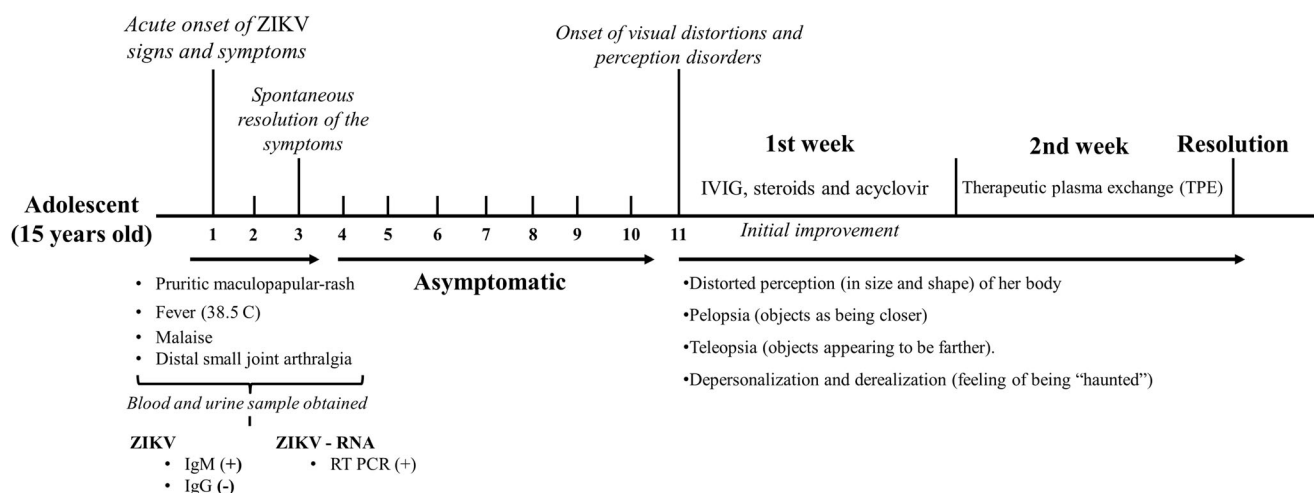 Acute onset of ZIKV
signs and symptoms
Spontaneous
resolution of the
symptoms
Onset of visual distortions and
perception disorders
1st week
2nd week
Resolution
IVIG, steroids and acyclovir
Therapeutic plasma exchange (TPE)
Adolescent
(15 years old)
1 2 3 4 5 6 7 8 9 10 11
Initial improvement
Asymptomatic
• Pruritic maculopapular-rash
• Fever (38.5 C)
• Malaise
• Distal small joint arthralgia
•Distorted perception (in size and shape) of her body
•Pelopsia (objects as being closer)
•Teleopsia (objects appearing to be farther).
•Depersonalization and derealization (feeling of being “haunted”)
Blood and urine sample obtained
ZIKV
• IgM (+)
• IgG (-)
ZIKV - RNA
• RT PCR (+)